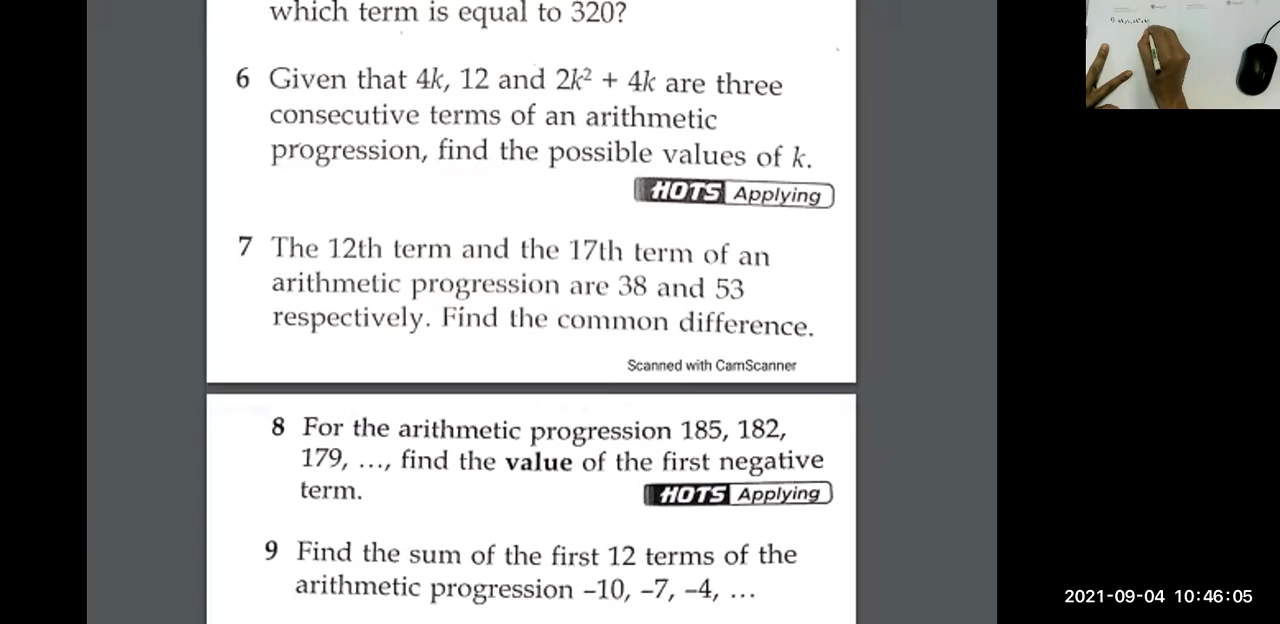 which term is equal to 320?
6 Given that 4k, 12 and 2k² + 4k are three
consecutive terms of an arithmetic
progression, find the possible values of k.
HOTS Applying
7 The 12th term and the 17th term of an
arithmetic progression are 38 and 53
respectively. Find the common difference.
Scanned with CamScanner
8 For the arithmetic progression 185, 182,
179, ..., find the value of the first negative
term.
HOTS Applying
9 Find the sum of the first 12 terms of the
arithmetic progression –10, –7, –4, ...
2021-09-04 10:46:05